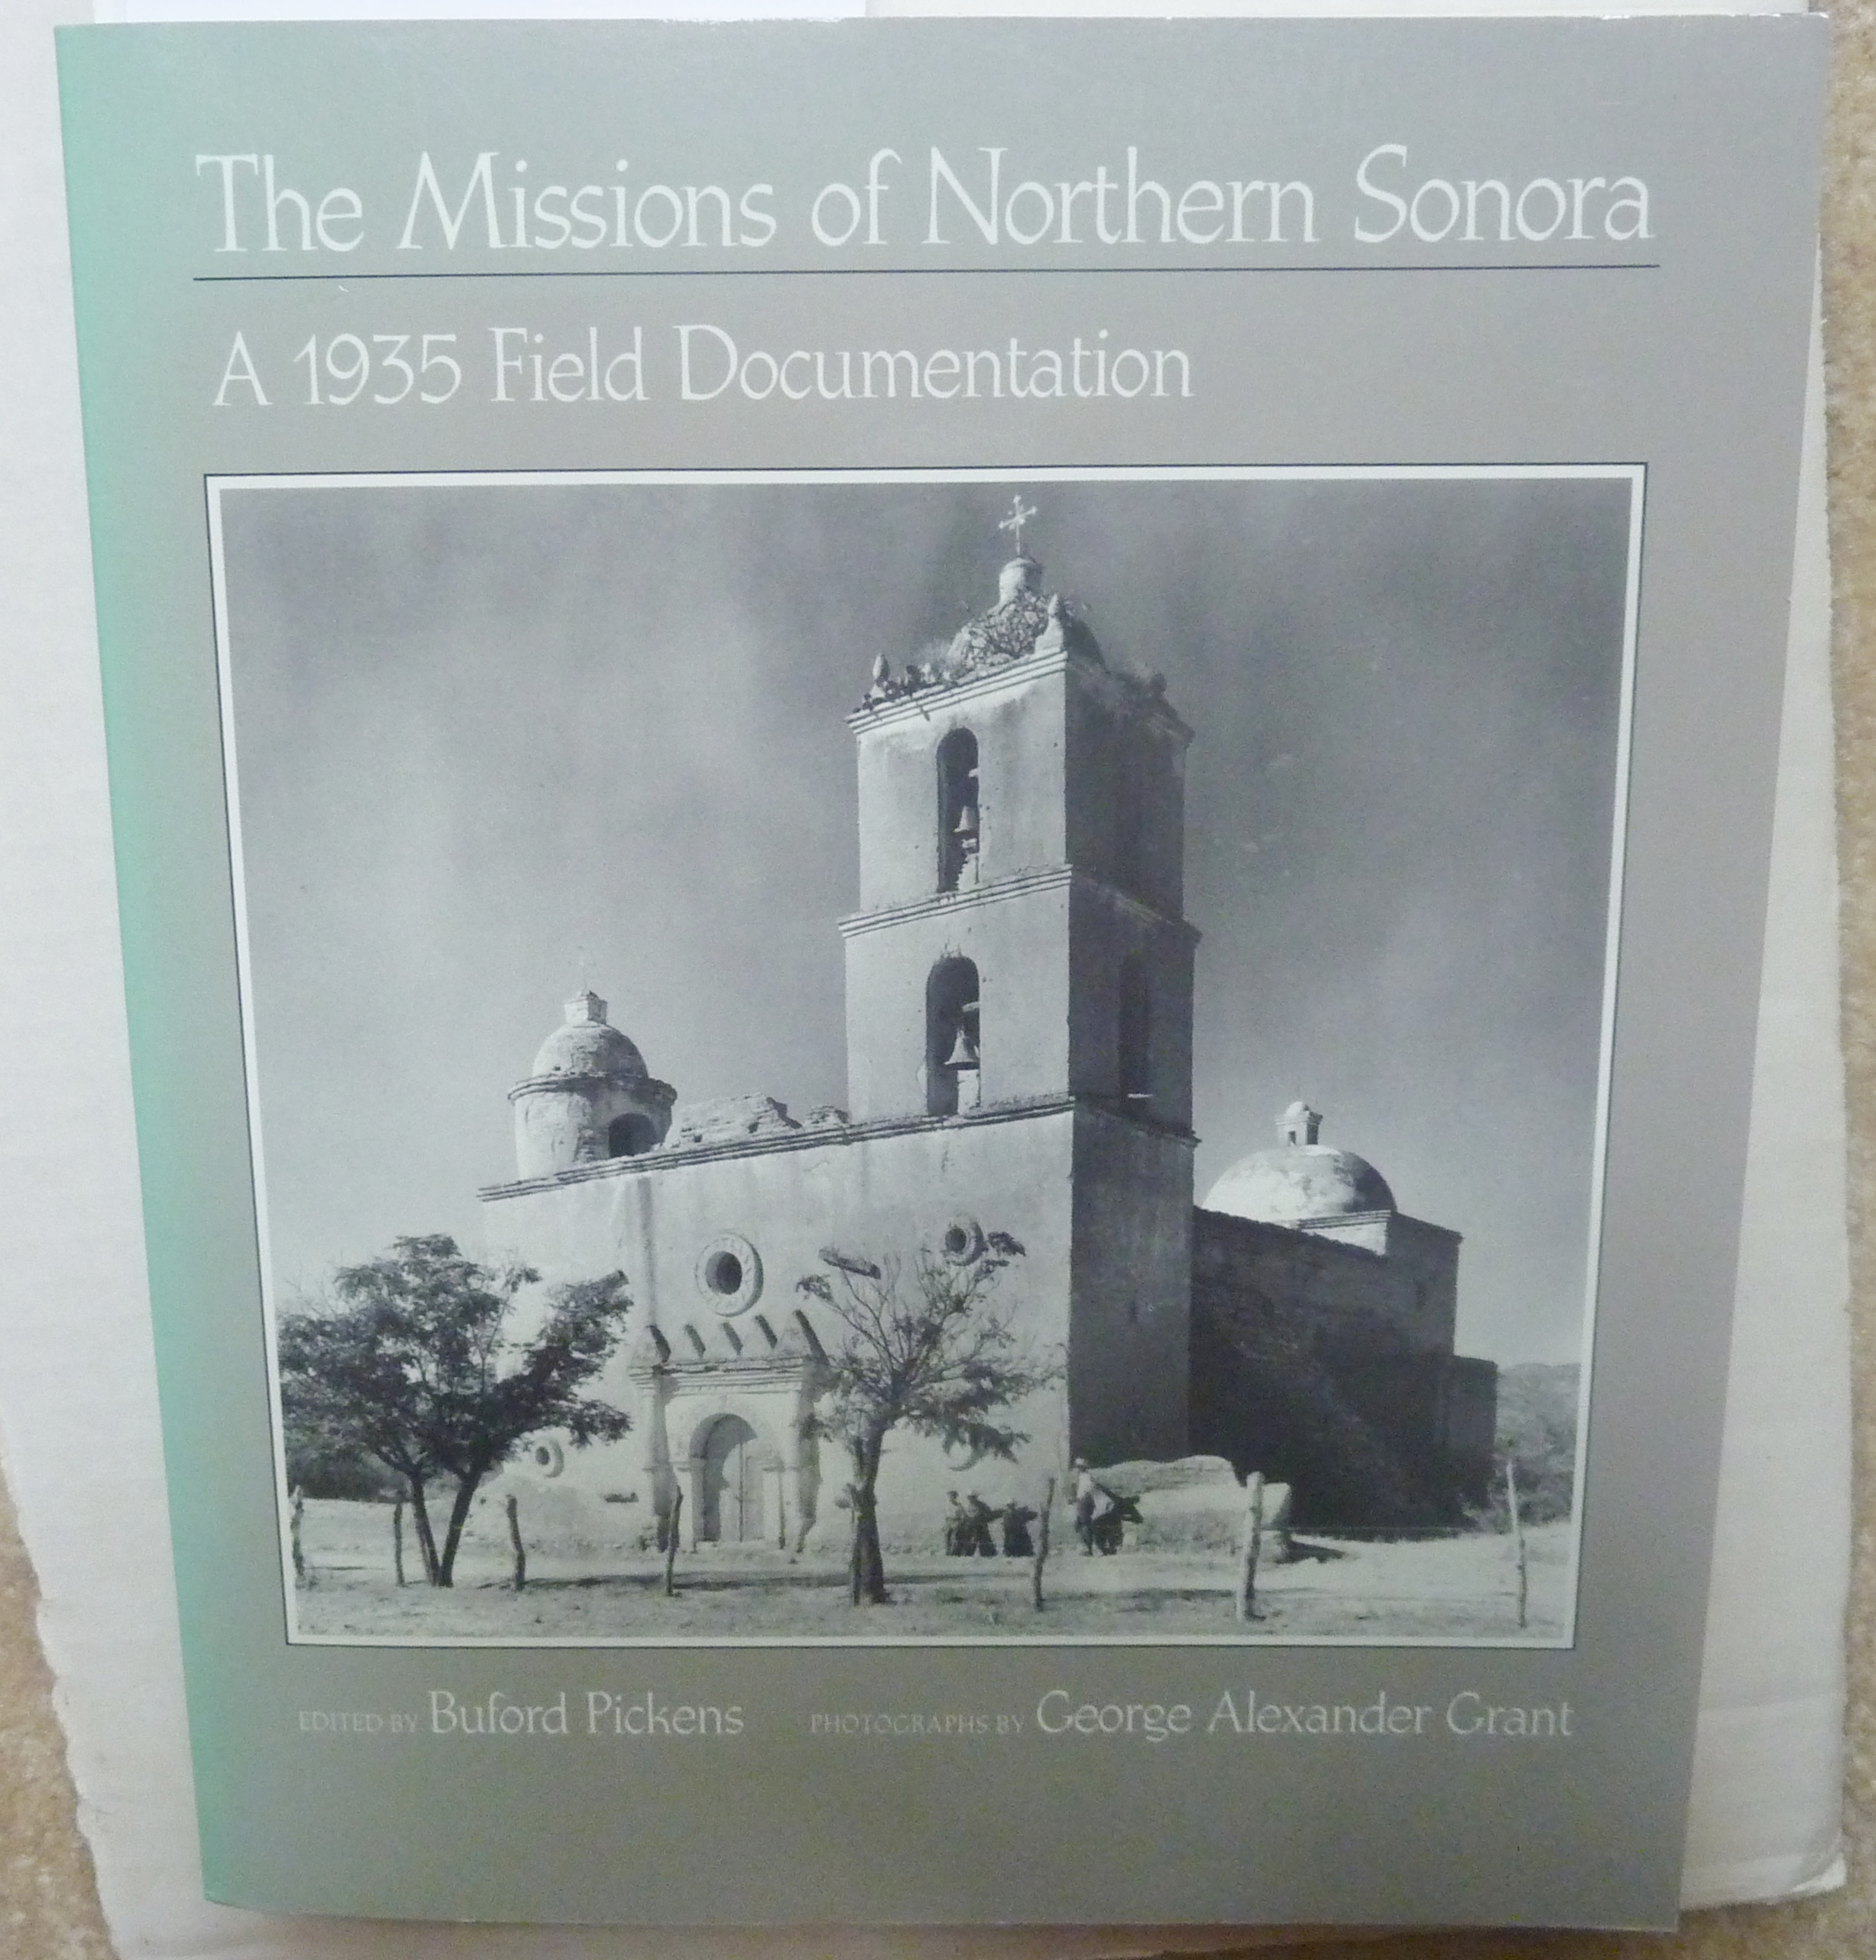 The Missions of Northern Sonora
A 1935 Field Documentation
EDITED BY Buford Pickens PHOTOGRAPHS BY George Alexander Grant